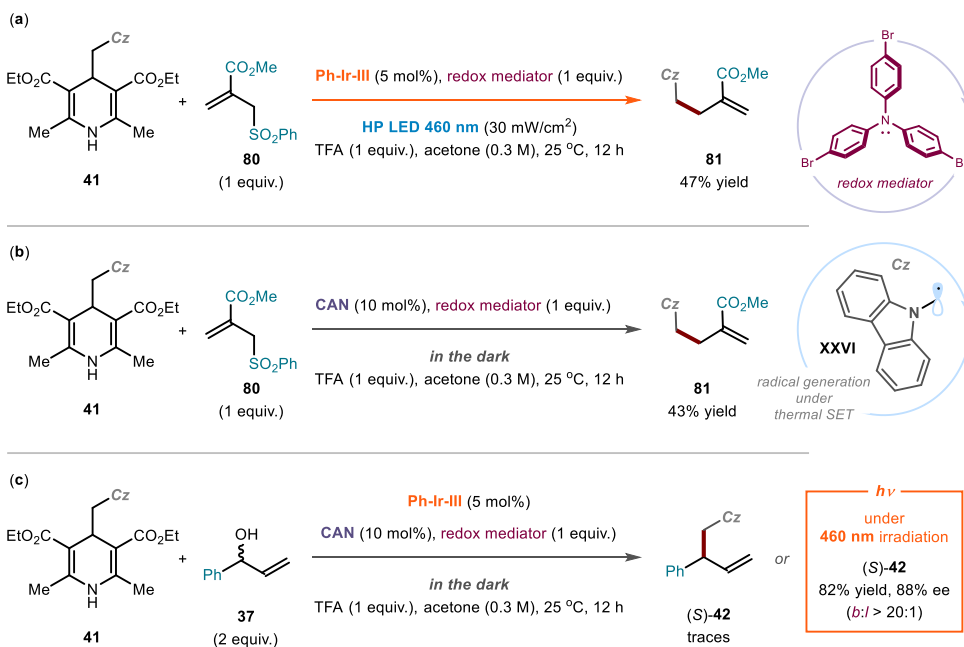 (a)
Cz
EtO₂C
CO₂Et
Me
N
H
Me
41
+
CO₂Me
SO₂Ph
80
(1 equiv.)
Ph-Ir-III (5 mol%), redox mediator (1 equiv.)
HP LED 460 nm (30 mW/cm²)
TFA (1 equiv.), acetone (0.3 M), 25 °C, 12 h
Cz
CO₂Me
81
47% yield
Br
N
Br
Br
redox mediator
(b)
Cz
EtO₂C
CO₂Et
Me
N
H
Me
41
+
CO₂Me
SO₂Ph
80
(1 equiv.)
CAN (10 mol%), redox mediator (1 equiv.)
in the dark
TFA (1 equiv.), acetone (0.3 M), 25 °C, 12 h
Cz
CO₂Me
81
43% yield
Cz
N
XXVI
radical generation
under
thermal SET
(c)
Cz
EtO₂C
CO₂Et
Me
N
H
Me
41
+
OH
Ph
37
(2 equiv.)
Ph-Ir-III (5 mol%)
CAN (10 mol%), redox mediator (1 equiv.)
in the dark
TFA (1 equiv.), acetone (0.3 M), 25 °C, 12 h
Cz
Ph
(S)-42
traces
or
hν
under
460 nm irradiation
(S)-42
82% yield, 88% ee
(b:l > 20:1)